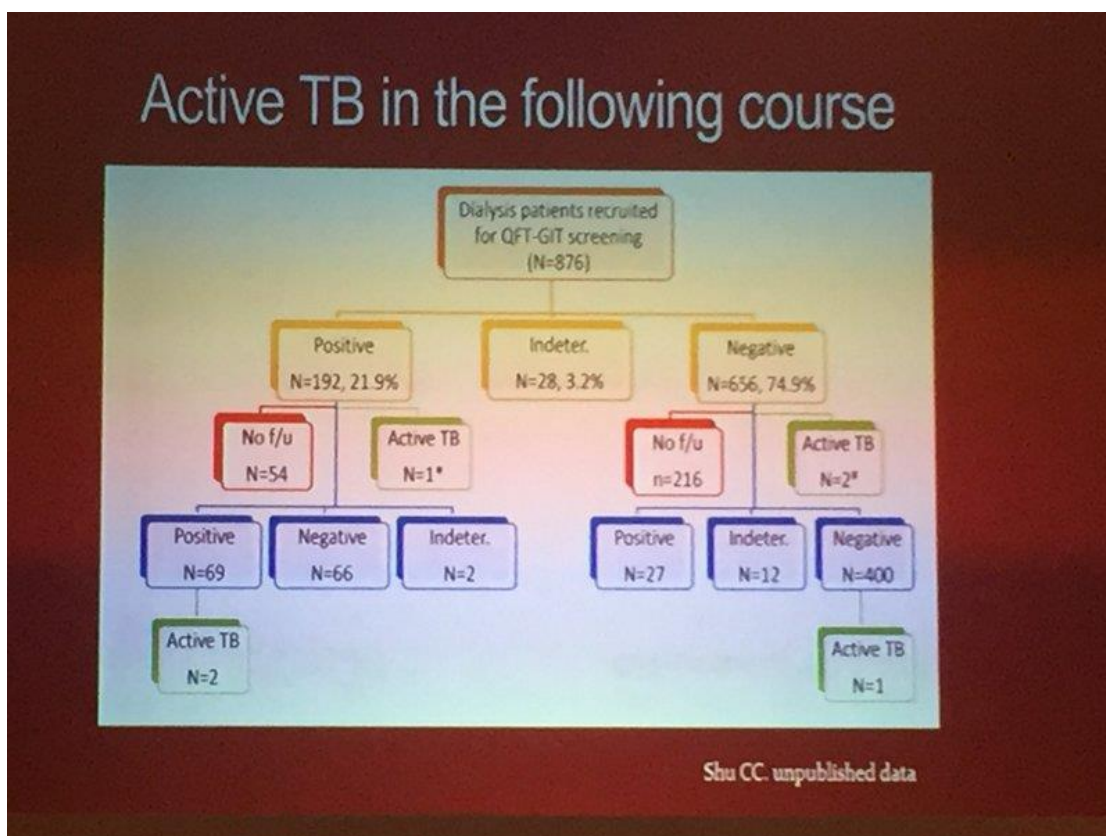 Active TB in the following course
Dialysis patients recruited
for QFT-GIT screening
(N=876)
Positive
N=192, 21.9%
Indeter.
N=28, 3.2%
Negative
N=656, 74.9%
No f/u
N=54
Active TB
N=1*
No f/u
n=216
Active TB
N=2#
Positive
N=69
Negative
N=66
Indeter.
N=2
Positive
N=27
Indeter.
N=12
Negative
N=400
Active TB
N=2
Active TB
N=1
Shu CC. unpublished data